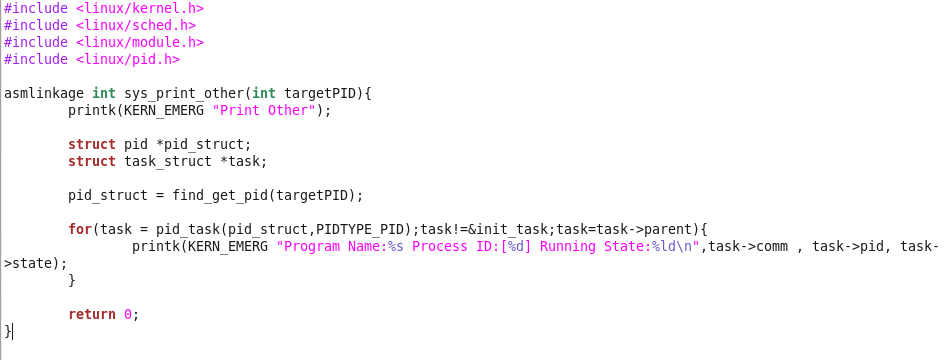 #include <linux/kernel.h>
#include <linux/sched.h>
#include <linux/module.h>
#include <linux/pid.h>

asmlinkage int sys_print_other(int targetPID){
        printk(KERN_EMERG "Print Other");

        struct pid *pid_struct;
        struct task_struct *task;

        pid_struct = find_get_pid(targetPID);

        for(task = pid_task(pid_struct,PIDTYPE_PID);task!=&init_task;task=task->parent){
                printk(KERN_EMERG "Program Name:%s Process ID:[%d] Running State:%ld\n",task->comm , task->pid, task-
>state);
        }

        return 0;
}